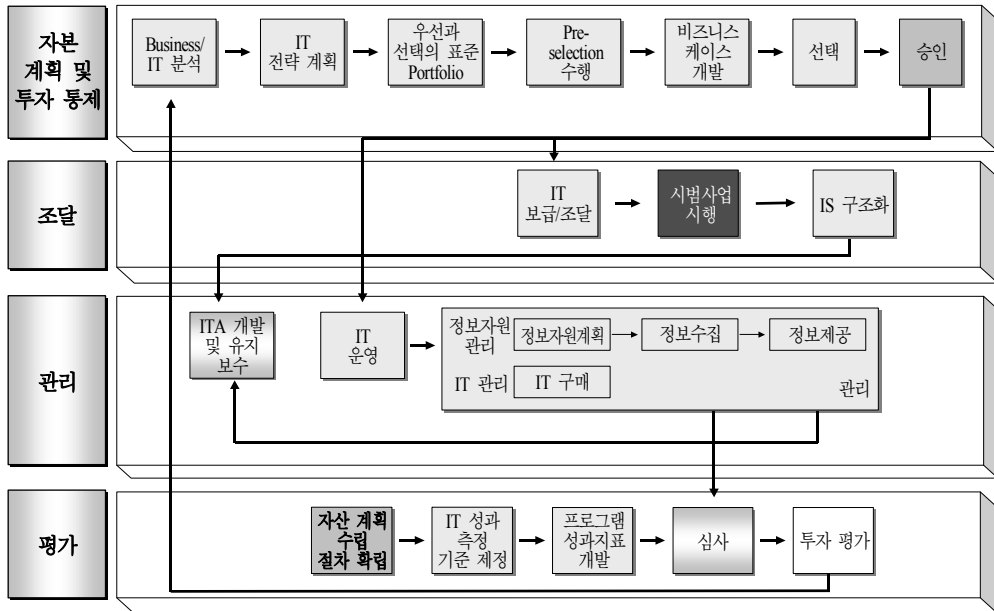 자본
계획 및
투자 통제
Business/
IT 분석
IT
전략 계획
우선과
선택의 표준
Portfolio
Pre-
selection
수행
비즈니스
케이스
개발
선택
승인
조달
IT
보급/조달
시범사업
시행
IS 구조화
관리
ITA 개발
및 유지
보수
IT
운영
정보자원
관리
정보자원계획
정보수집
정보제공
IT 관리
IT 구매
관리
평가
자산 계획
수립
절차 확립
IT 성과
측정
기준 제정
프로그램
성과지표
개발
심사
투자 평가